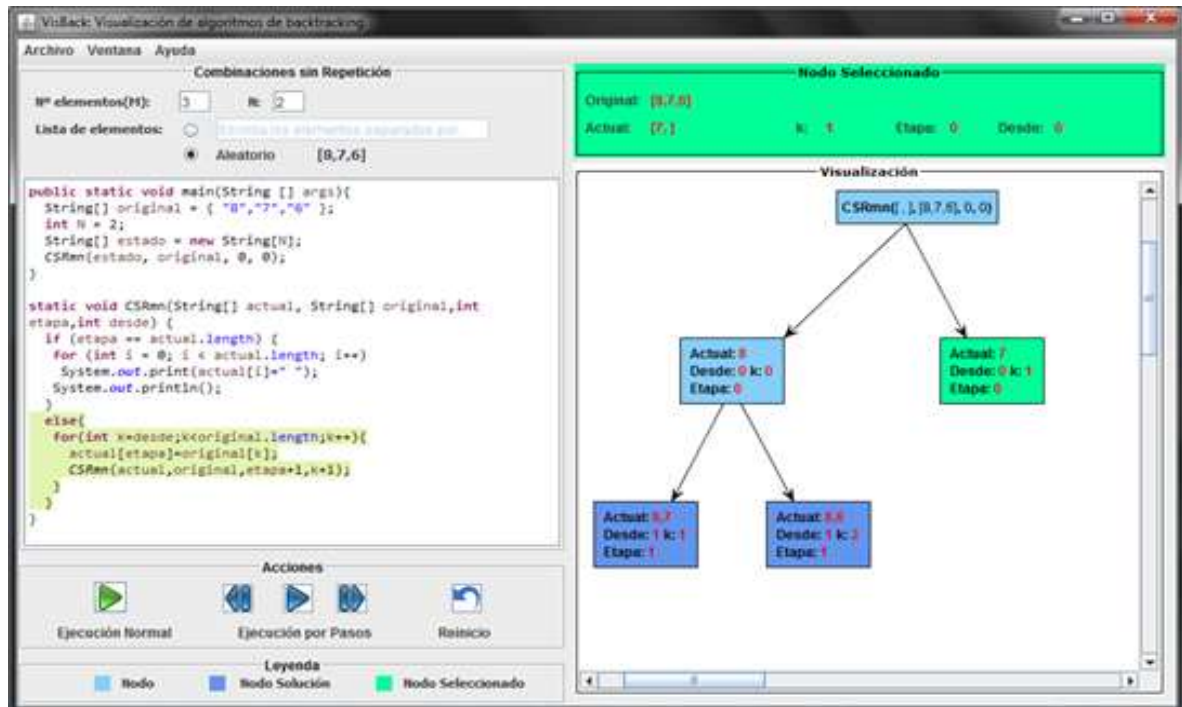 VisBack: Visualización de algoritmos de backtracking
Archivo Ventana Ayuda
Combinaciones sin Repetición
Nº elementos(M): 3 N: 2
Lista de elementos: Escriba los elementos separados por
Aleatorio [8,7,6]
public static void main(String [] args){
String[] original = { "8","7","6" };
int N = 2;
String[] estado = new String[N];
CSRmn(estado, original, 0, 0);
}
static void CSRmn(String[] actual, String[] original,int
etapa,int desde) {
if (etapa == actual.length) {
for (int i = 0; i < actual.length; i++)
System.out.print(actual[i]+" ");
System.out.println();
}
else{
for(int k=desde;k<original.length;k++){
actual[etapa]=original[k];
CSRmn(actual,original,etapa+1,k+1);
}
}
}
Acciones
Ejecución Normal Ejecución por Pasos Reinicio
Leyenda
Nodo Nodo Solución Nodo Seleccionado
Nodo Seleccionado
Original: [8,7,6]
Actual: [7, ] k: 1 Etapa: 0 Desde: 0
Visualización
CSRmn([ , ], [8,7,6], 0, 0)
Actual: 8
Desde: 0 k: 0
Etapa: 0
Actual: 7
Desde: 0 k: 1
Etapa: 0
Actual: 8,7
Desde: 1 k: 1
Etapa: 1
Actual: 8,6
Desde: 1 k: 2
Etapa: 1